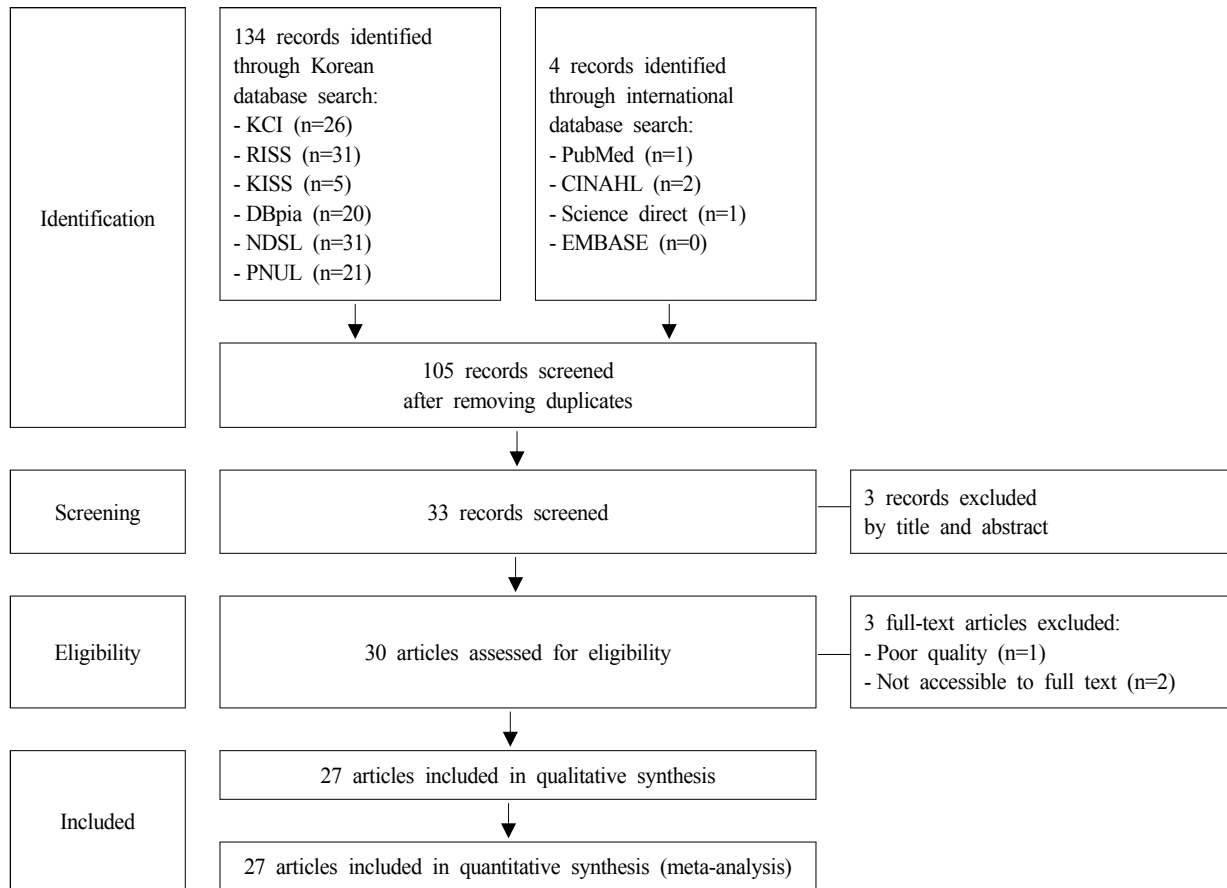 Identification
134 records identified
through Korean
database search:
- KCI (n=26)
- RISS (n=31)
- KISS (n=5)
- DBpia (n=20)
- NDSL (n=31)
- PNUL (n=21)
4 records identified
through international
database search:
- PubMed (n=1)
- CINAHL (n=2)
- Science direct (n=1)
- EMBASE (n=0)
105 records screened
after removing duplicates
Screening
33 records screened
3 records excluded
by title and abstract
Eligibility
30 articles assessed for eligibility
3 full-text articles excluded:
- Poor quality (n=1)
- Not accessible to full text (n=2)
Included
27 articles included in qualitative synthesis
27 articles included in quantitative synthesis (meta-analysis)